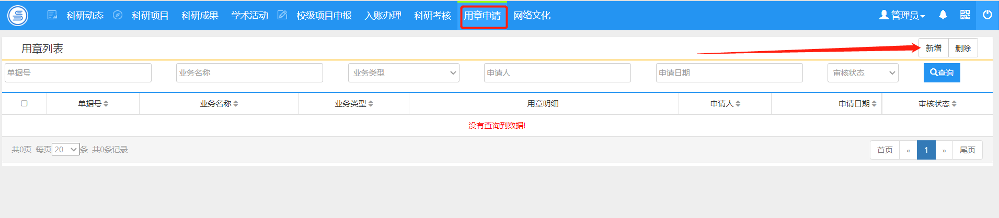 科研动态 科研项目 科研成果 学术活动 校级项目申报 入账办理 科研考核 用章申请 网络文化 管理员
用章列表 新增 删除
单据号 业务名称 业务类型 申请人 申请日期 审核状态 查询
单据号 业务名称 业务类型 用章明细 申请人 申请日期 审核状态
没有查询到数据!
共0页 每页 20 条 共0条记录 首页 « 1 » 尾页